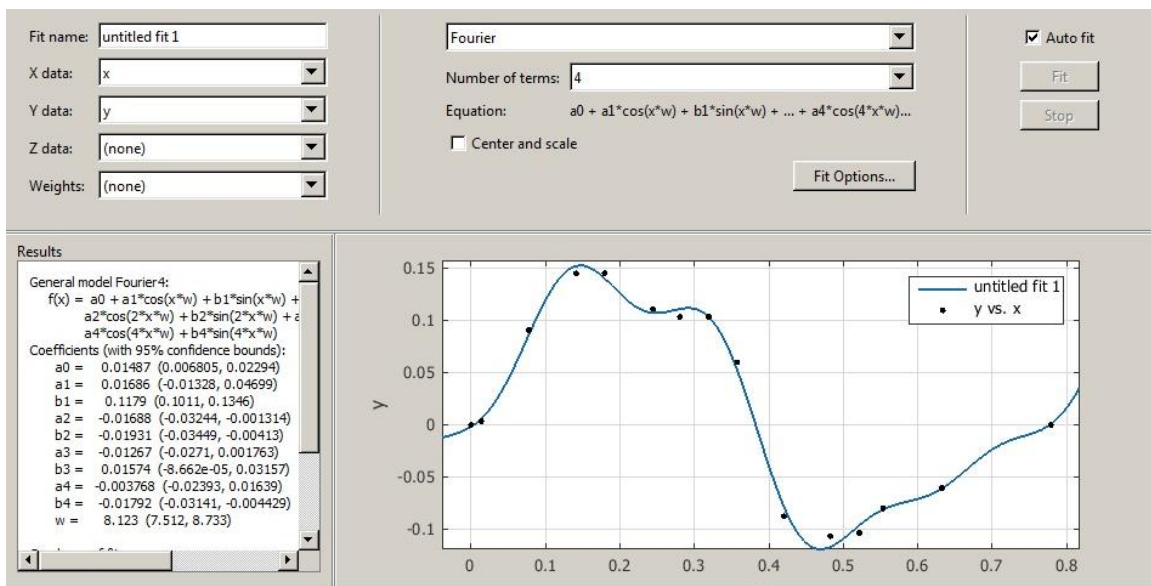 Fit name: untitled fit 1
X data: x
Y data: y
Z data: (none)
Weights: (none)
Fourier
Number of terms: 4
Equation: a0 + a1*cos(x*w) + b1*sin(x*w) + ... + a4*cos(4*x*w)...
Center and scale
Fit Options...
Auto fit
Fit
Stop
Results
General model Fourier4:
f(x) = a0 + a1*cos(x*w) + b1*sin(x*w) +
a2*cos(2*x*w) + b2*sin(2*x*w) + a
a4*cos(4*x*w) + b4*sin(4*x*w)
Coefficients (with 95% confidence bounds):
a0 = 0.01487 (0.006805, 0.02294)
a1 = 0.01686 (-0.01328, 0.04699)
b1 = 0.1179 (0.1011, 0.1346)
a2 = -0.01688 (-0.03244, -0.001314)
b2 = -0.01931 (-0.03449, -0.00413)
a3 = -0.01267 (-0.0271, 0.001763)
b3 = 0.01574 (-8.662e-05, 0.03157)
a4 = -0.003768 (-0.02393, 0.01639)
b4 = -0.01792 (-0.03141, -0.004429)
w = 8.123 (7.512, 8.733)
untitled fit 1
y vs. x
0.15
0.1
0.05
0
-0.05
-0.1
y
0 0.1 0.2 0.3 0.4 0.5 0.6 0.7 0.8